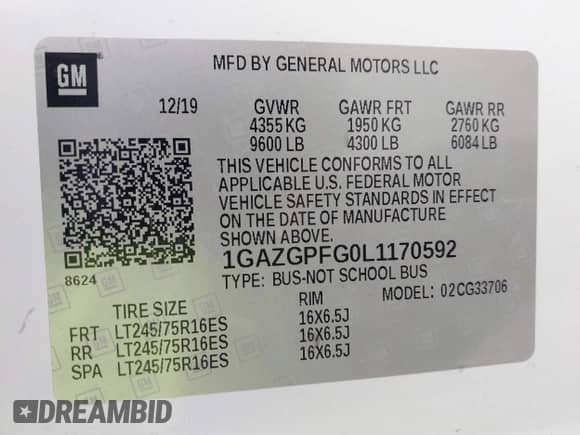 GM
MFD BY GENERAL MOTORS LLC
12/19 GVWR GAWR FRT GAWR RR
4355 KG 1950 KG 2760 KG
9600 LB 4300 LB 6084 LB
THIS VEHICLE CONFORMS TO ALL
APPLICABLE U.S. FEDERAL MOTOR
VEHICLE SAFETY STANDARDS IN EFFECT
ON THE DATE OF MANUFACTURE
SHOWN ABOVE.
8624
1GAZGPFG0L1170592
TYPE: BUS-NOT SCHOOL BUS
MODEL: 02CG33706
TIRE SIZE RIM
FRT LT245/75R16ES 16X6.5J
RR LT245/75R16ES 16X6.5J
SPA LT245/75R16ES 16X6.5J
DREAMBID